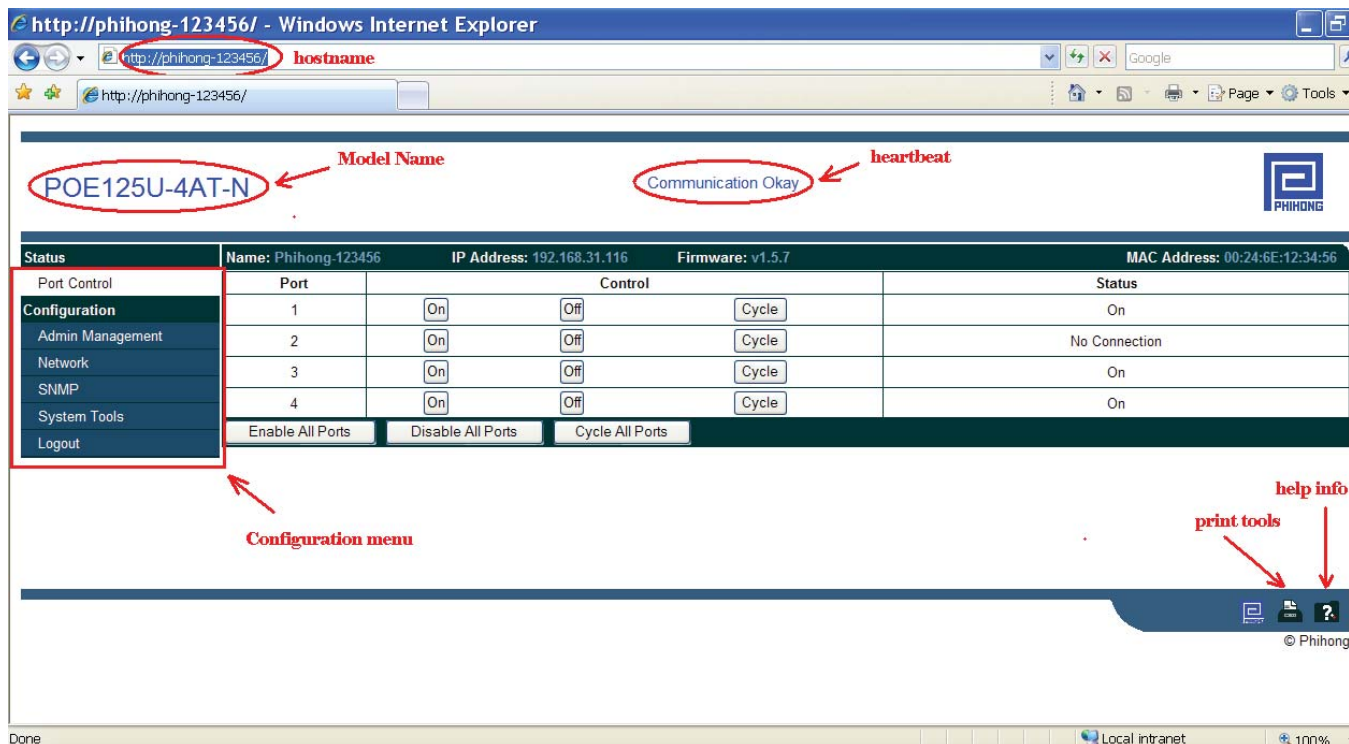 http://phihong-123456/ - Windows Internet Explorer
http://phihong-123456/ hostname Google
http://phihong-123456/ Page Tools
Model Name heartbeat
POE125U-4AT-N Communication Okay PHIHONG
Status Name: Phihong-123456 IP Address: 192.168.31.116 Firmware: v1.5.7 MAC Address: 00:24:6E:12:34:56
Port Control Port Control Status
Configuration 1 On Off Cycle On
Admin Management 2 On Off Cycle No Connection
Network 3 On Off Cycle On
SNMP
System Tools 4 On Off Cycle On
Logout Enable All Ports Disable All Ports Cycle All Ports
help info
print tools
Configuration menu
?
© Phihong
Done Local intranet 100%